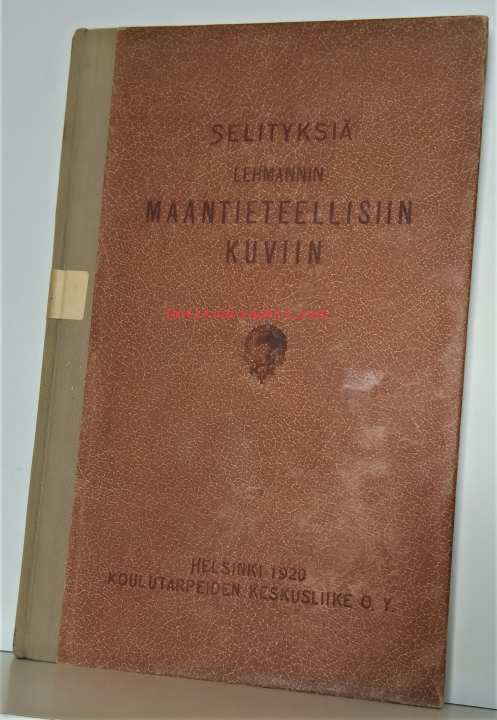 SELITYKSIÄ
LEHMANNIN
MAANTIETEELLISIIN
KUVIIN
HELSINKI 1920
KOULUTARPEIDEN KESKUSLIIKE O. Y.